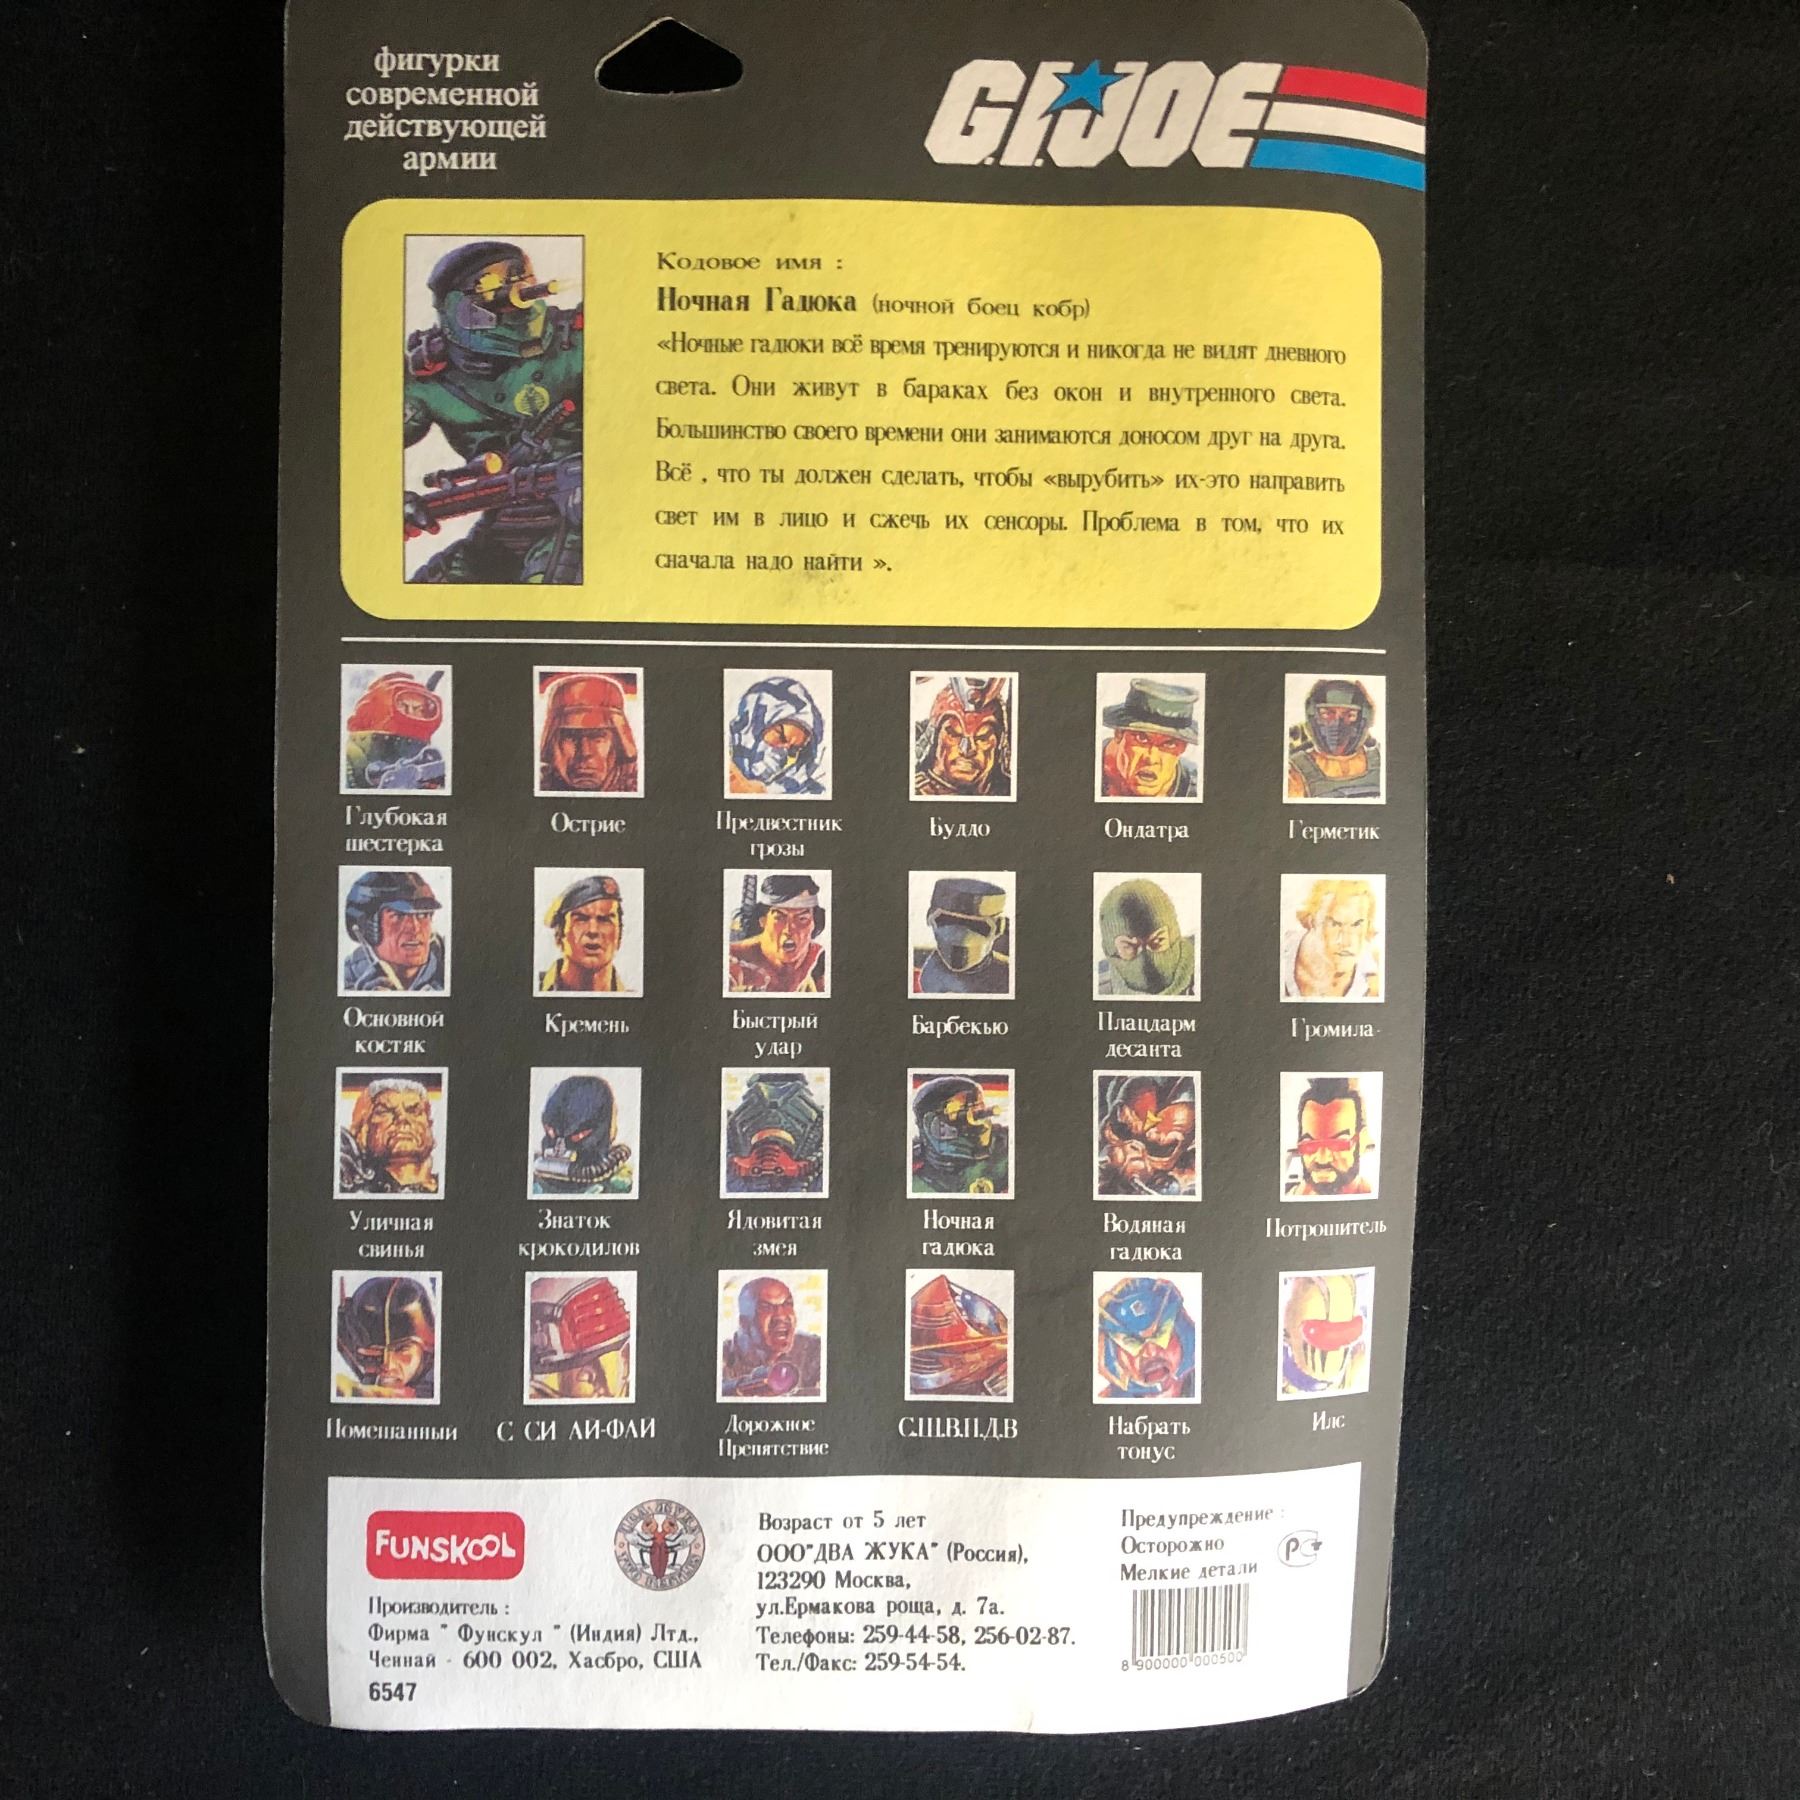 фигурки
современной
действующей
армии
G.I.JOE
Кодовое имя :
Ночная Гадюка (ночной боец кобр)
«Ночные гадюки всё время тренируются и никогда не видят дневного
света. Они живут в бараках без окон и внутренного света.
Большинство своего времени они занимаются доносом друг на друга.
Всё , что ты должен сделать, чтобы «вырубить» их-это направить
свет им в лицо и сжечь их сенсоры. Проблема в том, что их
сначала надо найти ».
Глубокая
шестерка
Острие
Предвестник
грозы
Будло
Ондатра
Герметик
Основной
костяк
Кремень
Быстрый
удар
Барбекью
Плацдарм
десанта
Громила
Уличная
свинья
Знаток
крокодилов
Ядовитая
змея
Ночная
гадюка
Водяная
гадюка
Потрошитель
Помешанный
С СИ АЙ-ФАЙ
Дорожное
Препятствие
С.Ш.В.П.Д.В
Набрать
тонус
Илс
FUNSKOOL
Производитель :
Фирма " Фунскул " (Индия) Лтд.,
Ченнай - 600 002, Хасбро, США
6547
Возраст от 5 лет
ООО"ДВА ЖУКА" (Россия),
123290 Москва,
ул.Ермакова роща, д. 7а.
Телефоны: 259-44-58, 256-02-87.
Тел./Факс: 259-54-54.
Предупреждение :
Осторожно
Мелкие детали
8 900000 000500